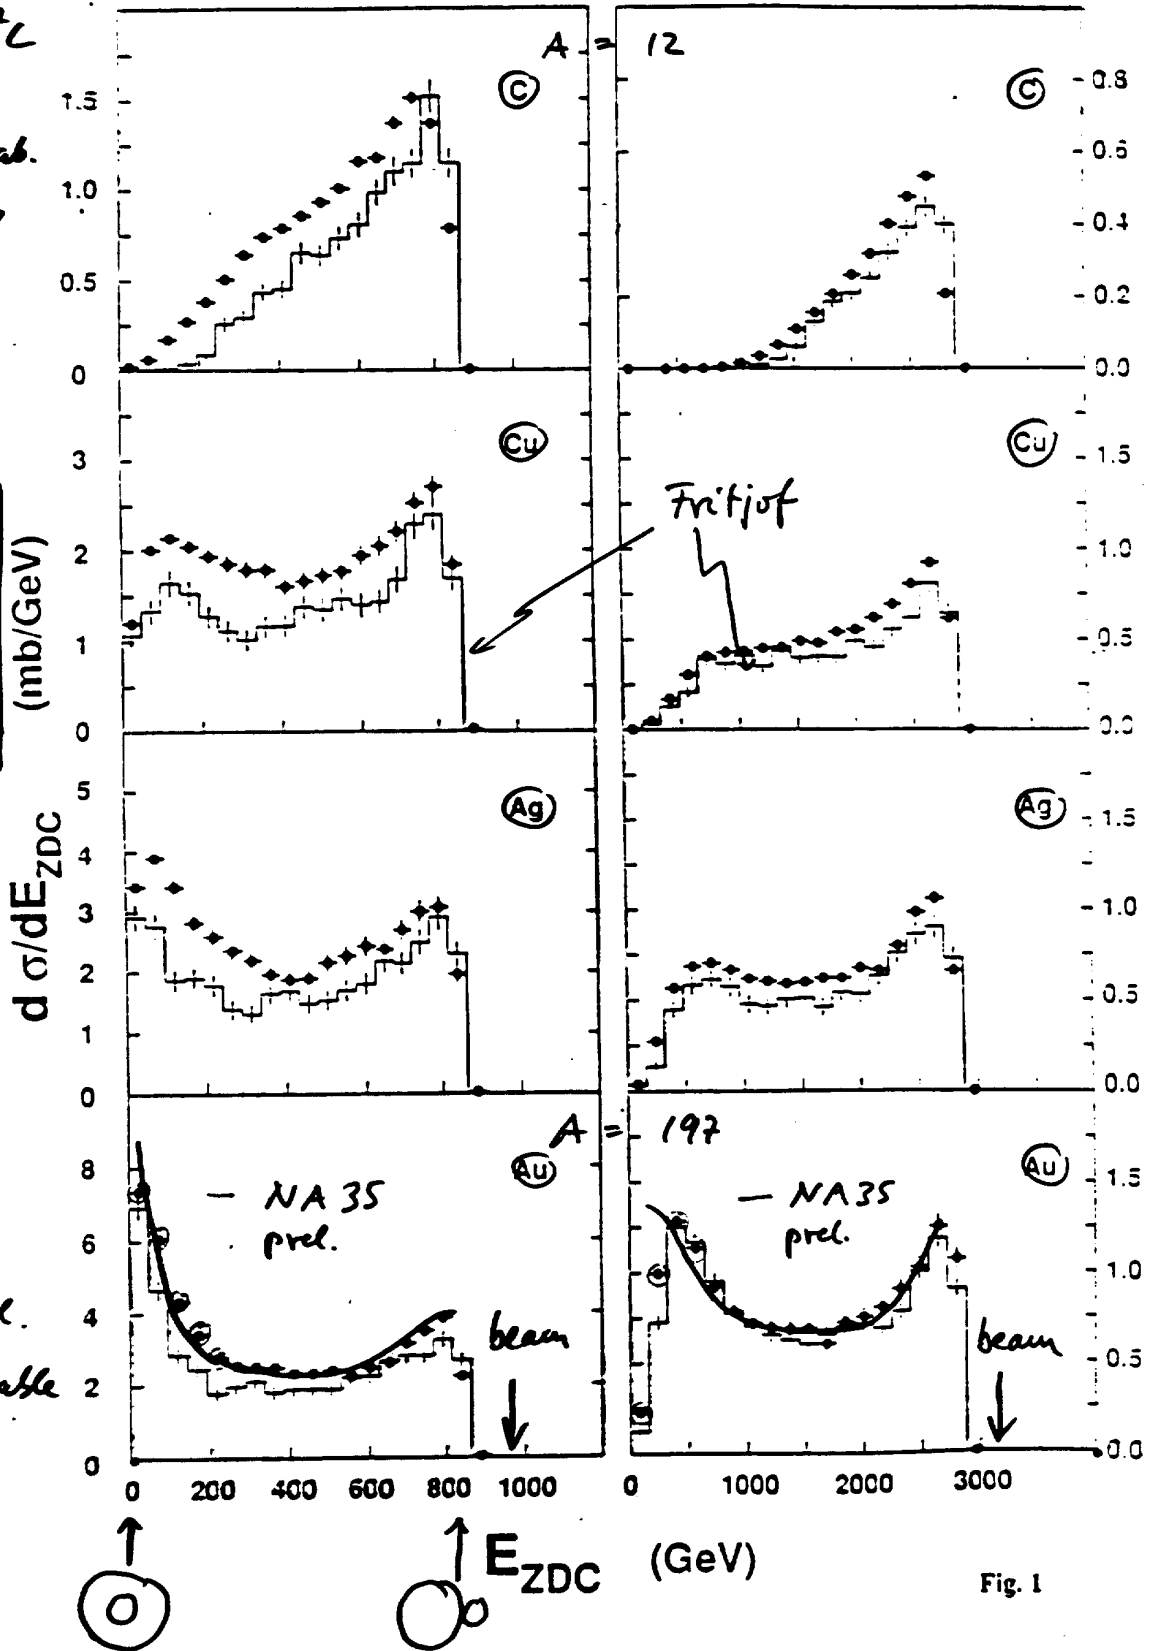 A = 12
C
C
1.5
1.0
0.5
0
0.8
0.6
0.4
0.2
0.0
Cu
Cu
Fritjof
3
2
1
0
1.5
1.0
0.5
0.0
Ag
Ag
5
4
3
2
1
0
1.5
1.0
0.5
0.0
A = 197
Au
Au
— NA 35
prel.
— NA 35
prel.
beam
beam
8
6
4
2
0
1.5
1.0
0.5
0.0
0 200 400 600 800 1000
0 1000 2000 3000
d σ/dE_ZDC (mb/GeV)
E_ZDC (GeV)
Fig. 1